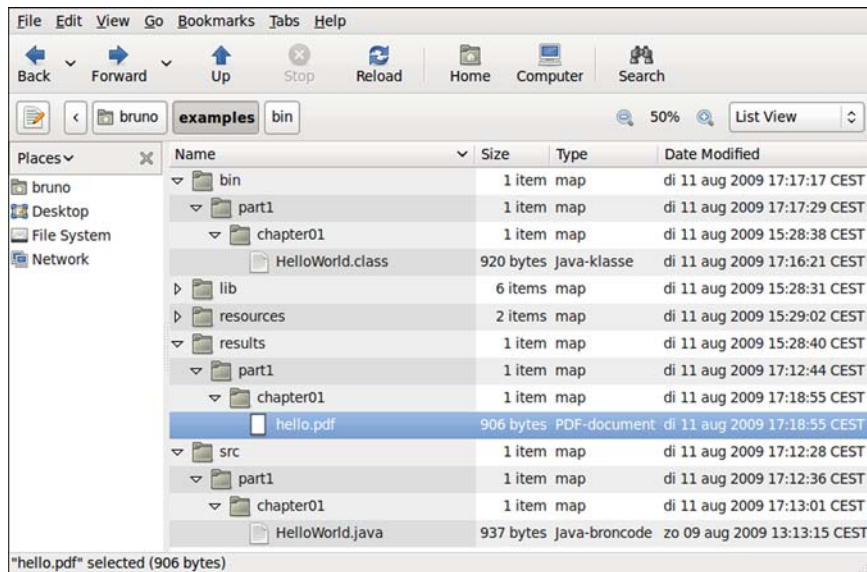 File Edit View Go Bookmarks Tabs Help
Back Forward Up Stop Reload Home Computer Search
bruno examples bin 50% List View
Places Name Size Type Date Modified
bruno
Desktop
File System
Network
bin 1 item map di 11 aug 2009 17:17:17 CEST
part1 1 item map di 11 aug 2009 17:17:29 CEST
chapter01 1 item map di 11 aug 2009 15:28:38 CEST
HelloWorld.class 920 bytes Java-klasse di 11 aug 2009 17:16:21 CEST
lib 6 items map di 11 aug 2009 15:28:31 CEST
resources 2 items map di 11 aug 2009 15:29:02 CEST
results 1 item map di 11 aug 2009 15:28:40 CEST
part1 1 item map di 11 aug 2009 17:12:44 CEST
chapter01 1 item map di 11 aug 2009 17:18:55 CEST
hello.pdf 906 bytes PDF-document di 11 aug 2009 17:18:55 CEST
src 1 item map di 11 aug 2009 17:12:28 CEST
part1 1 item map di 11 aug 2009 17:12:36 CEST
chapter01 1 item map di 11 aug 2009 17:13:01 CEST
HelloWorld.java 937 bytes Java-broncode zo 09 aug 2009 13:13:15 CEST
"hello.pdf" selected (906 bytes)